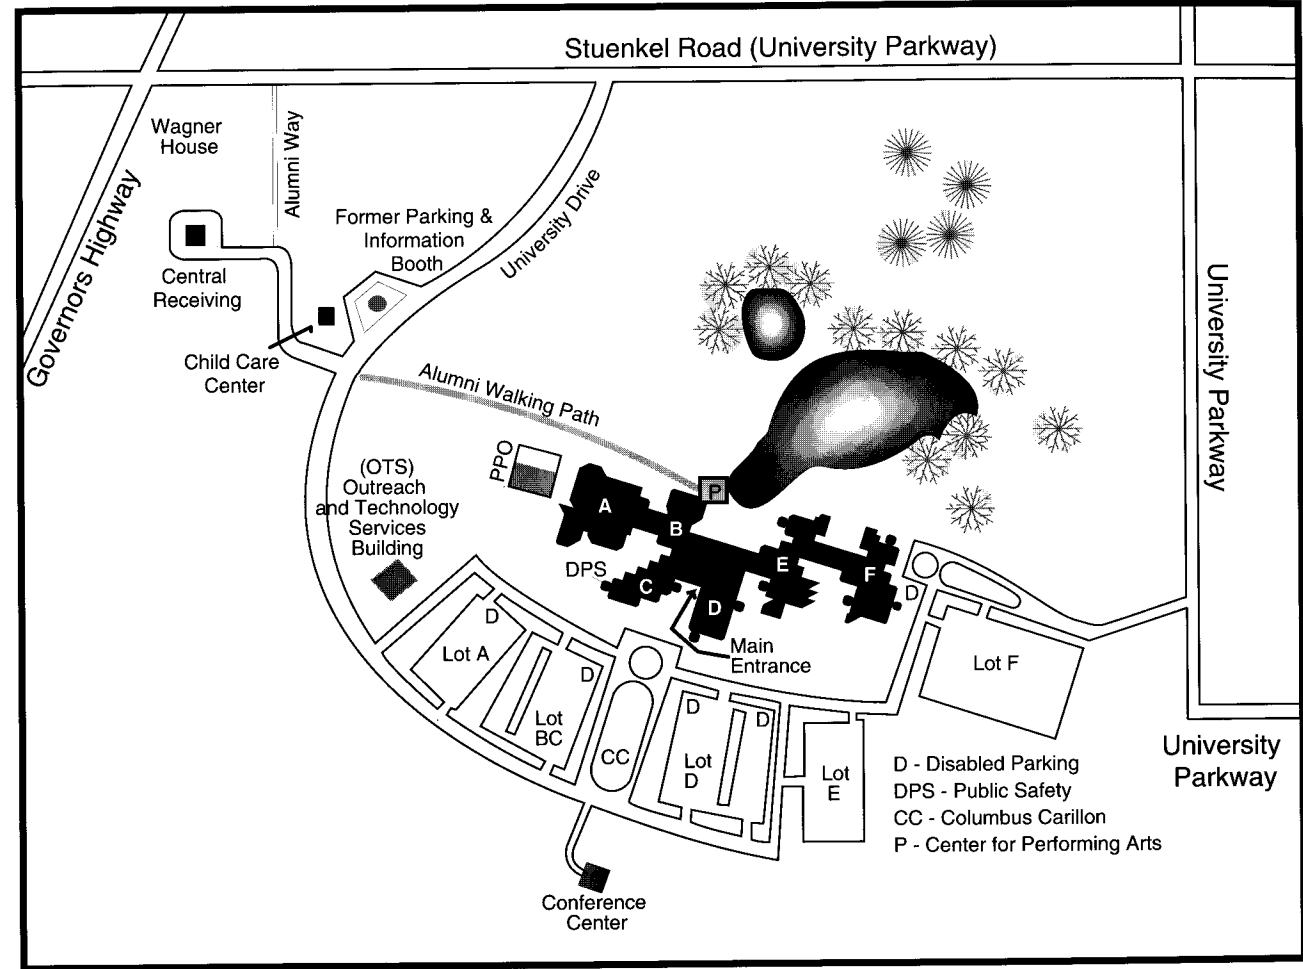 Stuenkel Road (University Parkway)
Wagner
House
Alumni Way
Governors Highway
Former Parking &
Information
Booth
University Drive
Central
Receiving
Child Care
Center
University Parkway
Alumni Walking Path
PPO
P
(OTS)
Outreach
and Technology
Services
Building
A
B
DPS
C
D
E
F
D
Main
Entrance
D
Lot A
D
Lot
BC
CC
D
D
Lot
D
Lot
E
Lot F
University
Parkway
D - Disabled Parking
DPS - Public Safety
CC - Columbus Carillon
P - Center for Performing Arts
Conference
Center